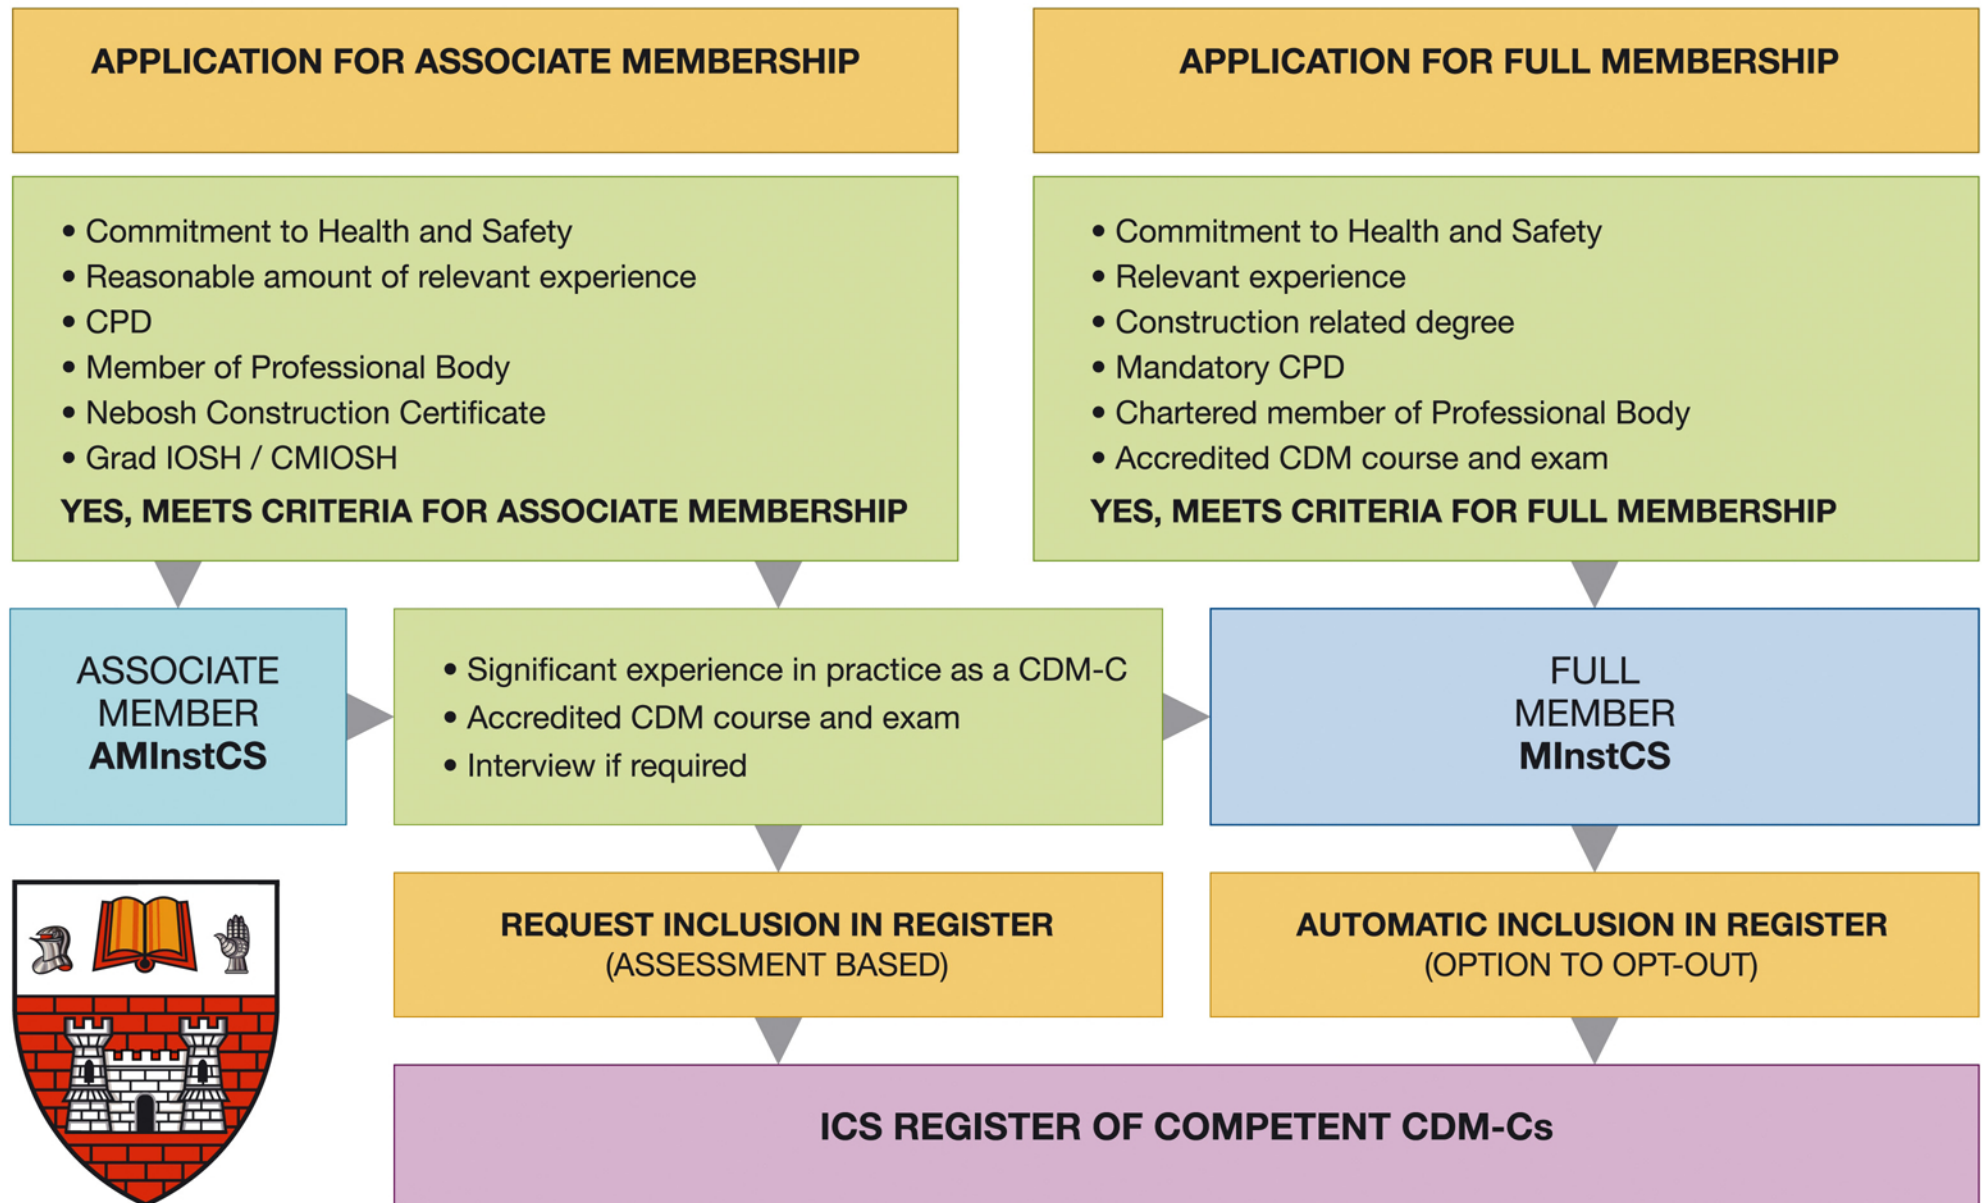 APPLICATION FOR ASSOCIATE MEMBERSHIP
APPLICATION FOR FULL MEMBERSHIP
• Commitment to Health and Safety
• Reasonable amount of relevant experience
• CPD
• Member of Professional Body
• Nebosh Construction Certificate
• Grad IOSH / CMIOSH
YES, MEETS CRITERIA FOR ASSOCIATE MEMBERSHIP
• Commitment to Health and Safety
• Relevant experience
• Construction related degree
• Mandatory CPD
• Chartered member of Professional Body
• Accredited CDM course and exam
YES, MEETS CRITERIA FOR FULL MEMBERSHIP
ASSOCIATE
MEMBER
AMInstCS
• Significant experience in practice as a CDM-C
• Accredited CDM course and exam
• Interview if required
FULL
MEMBER
MInstCS
REQUEST INCLUSION IN REGISTER
(ASSESSMENT BASED)
AUTOMATIC INCLUSION IN REGISTER
(OPTION TO OPT-OUT)
ICS REGISTER OF COMPETENT CDM-Cs